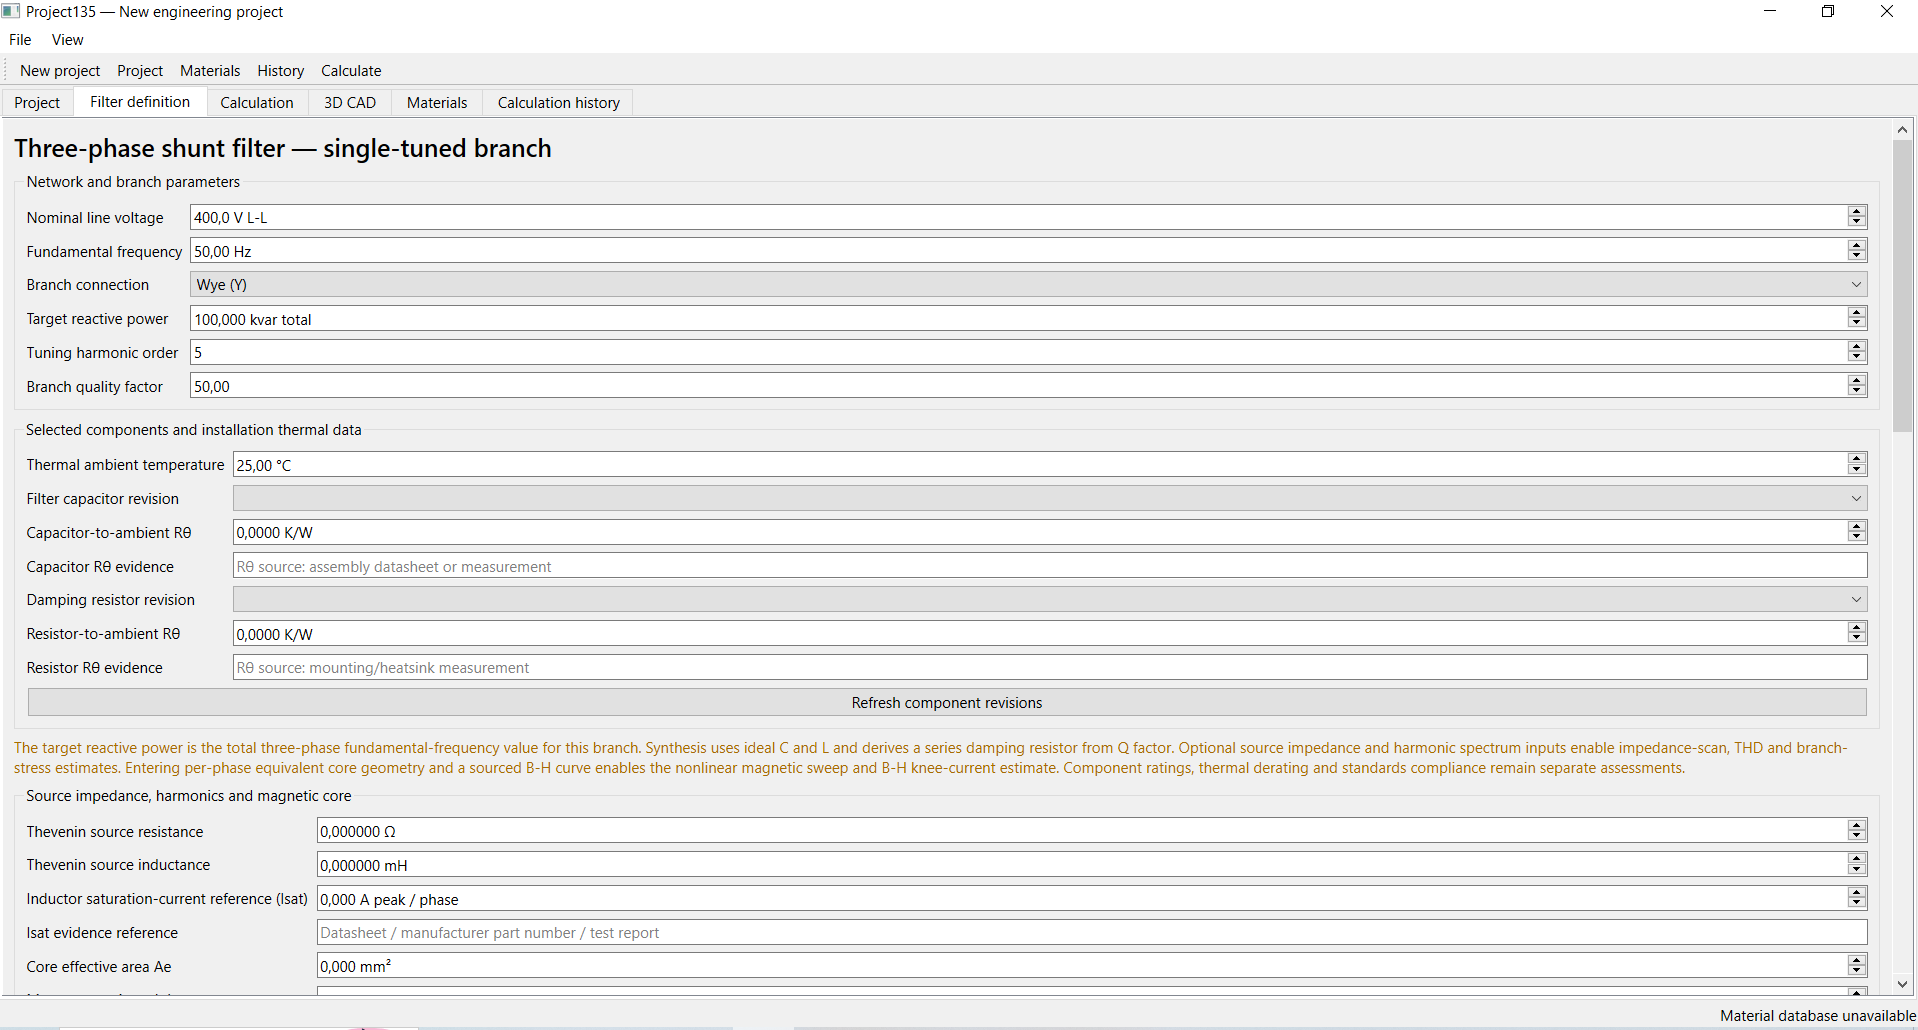 Project135 — New engineering project
File View
New project Project Materials History Calculate
Project Filter definition Calculation 3D CAD Materials Calculation history
Three-phase shunt filter — single-tuned branch
Network and branch parameters
Nominal line voltage 400,0 V L-L
Fundamental frequency 50,00 Hz
Branch connection Wye (Y)
Target reactive power 100,000 kvar total
Tuning harmonic order 5
Branch quality factor 50,00
Selected components and installation thermal data
Thermal ambient temperature 25,00 °C
Filter capacitor revision
Capacitor-to-ambient Rθ 0,0000 K/W
Capacitor Rθ evidence Rθ source: assembly datasheet or measurement
Damping resistor revision
Resistor-to-ambient Rθ 0,0000 K/W
Resistor Rθ evidence Rθ source: mounting/heatsink measurement
Refresh component revisions
The target reactive power is the total three-phase fundamental-frequency value for this branch. Synthesis uses ideal C and L and derives a series damping resistor from Q factor. Optional source impedance and harmonic spectrum inputs enable impedance-scan, THD and branch-
stress estimates. Entering per-phase equivalent core geometry and a sourced B-H curve enables the nonlinear magnetic sweep and B-H knee-current estimate. Component ratings, thermal derating and standards compliance remain separate assessments.
Source impedance, harmonics and magnetic core
Thevenin source resistance 0,000000 Ω
Thevenin source inductance 0,000000 mH
Inductor saturation-current reference (Isat) 0,000 A peak / phase
Isat evidence reference Datasheet / manufacturer part number / test report
Core effective area Ae 0,000 mm²
Material database unavailable